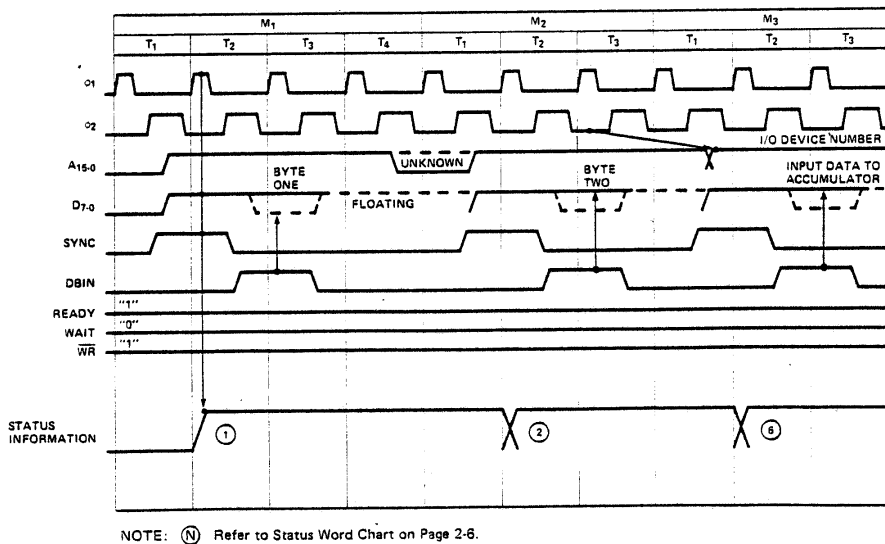 M1 M2 M3
T1 T2 T3 T4 T1 T2 T3 T1 T2 T3
ø1
ø2
I/O DEVICE NUMBER
A15-0
UNKNOWN
BYTE ONE
BYTE TWO
INPUT DATA TO ACCUMULATOR
D7-0
FLOATING
SYNC
DBIN
READY "1"
WAIT "0"
WR "1"
STATUS INFORMATION
1 2 6
NOTE: N Refer to Status Word Chart on Page 2-6.